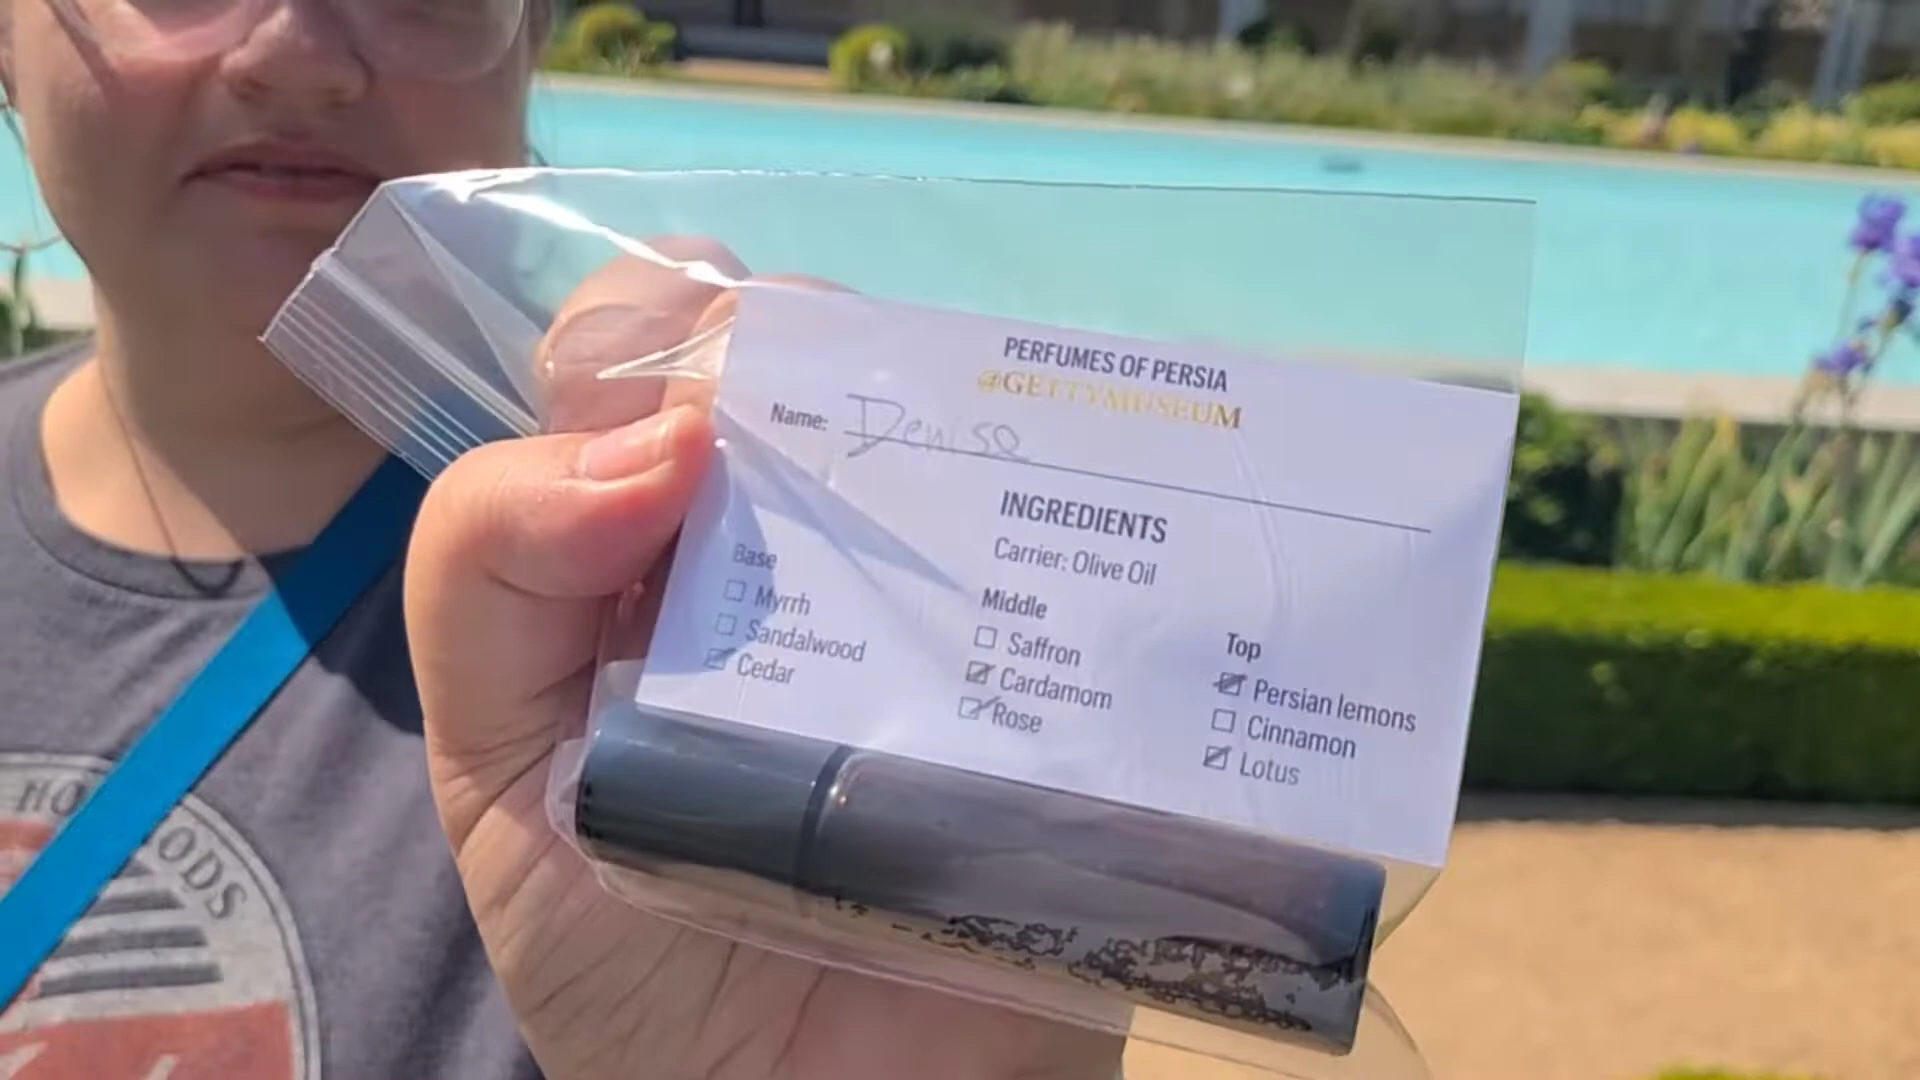 PERFUMES OF PERSIA
@GETTYMUSEUM
Name: Denise
INGREDIENTS
Carrier: Olive Oil
Base
Myrrh
Sandalwood
Cedar
Middle
Saffron
Cardamom
Rose
Top
Persian lemons
Cinnamon
Lotus